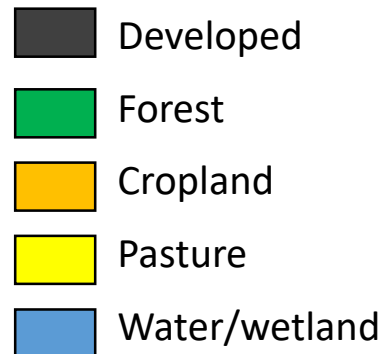 Developed
Forest
Cropland
Pasture
Water/wetland